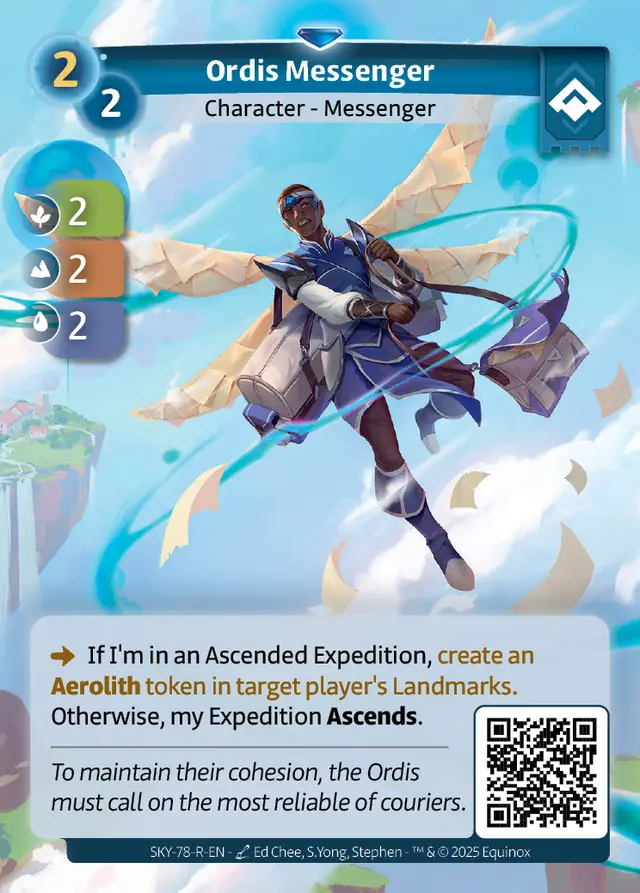 2
Ordis Messenger
2
Character - Messenger
2
2
2
If I'm in an Ascended Expedition, create an
Aerolith token in target player's Landmarks.
Otherwise, my Expedition Ascends.
To maintain their cohesion, the Ordis
must call on the most reliable of couriers.
SKY-78-R-EN - Ed Chee, S.Yong, Stephen - ™ & © 2025 Equinox